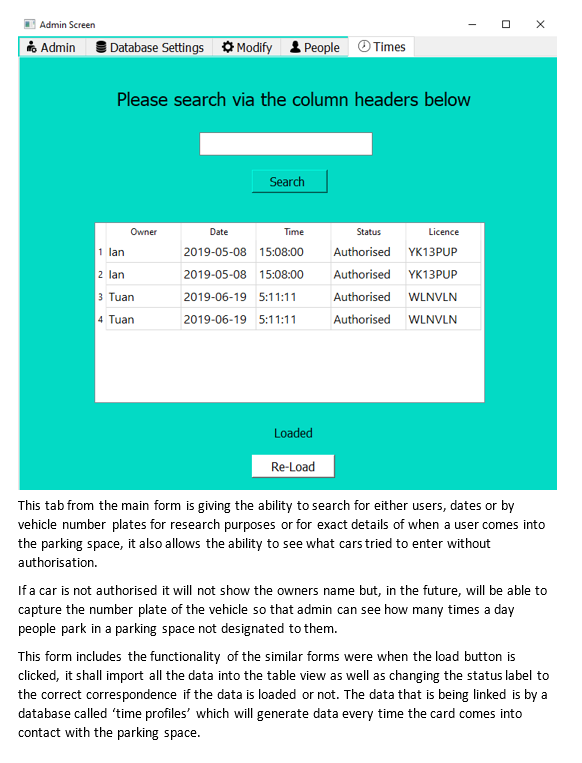 Admin Screen
Admin Database Settings Modify People Times
Please search via the column headers below
Search
Owner Date Time Status Licence
1 Ian 2019-05-08 15:08:00 Authorised YK13PUP
2 Ian 2019-05-08 15:08:00 Authorised YK13PUP
3 Tuan 2019-06-19 5:11:11 Authorised WLNVLN
4 Tuan 2019-06-19 5:11:11 Authorised WLNVLN
Loaded
Re-Load
This tab from the main form is giving the ability to search for either users, dates or by
vehicle number plates for research purposes or for exact details of when a user comes into
the parking space, it also allows the ability to see what cars tried to enter without
authorisation.
If a car is not authorised it will not show the owners name but, in the future, will be able to
capture the number plate of the vehicle so that admin can see how many times a day
people park in a parking space not designated to them.
This form includes the functionality of the similar forms were when the load button is
clicked, it shall import all the data into the table view as well as changing the status label to
the correct correspondence if the data is loaded or not. The data that is being linked is by a
database called ‘time profiles’ which will generate data every time the card comes into
contact with the parking space.